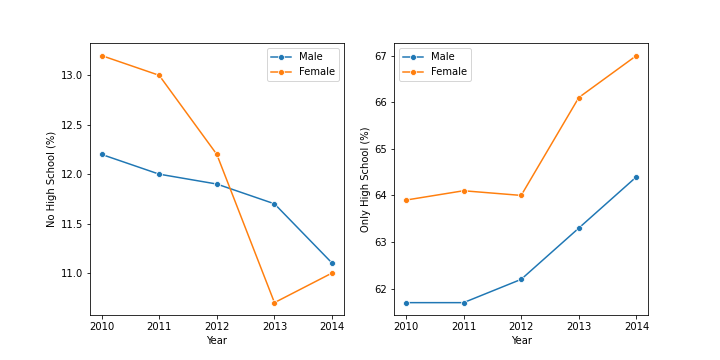 No High School (%)
13.0
12.5
12.0
11.5
11.0
2010 2011 2012 2013 2014
Year
Male
Female
Only High School (%)
67
66
65
64
63
62
2010 2011 2012 2013 2014
Year
Male
Female